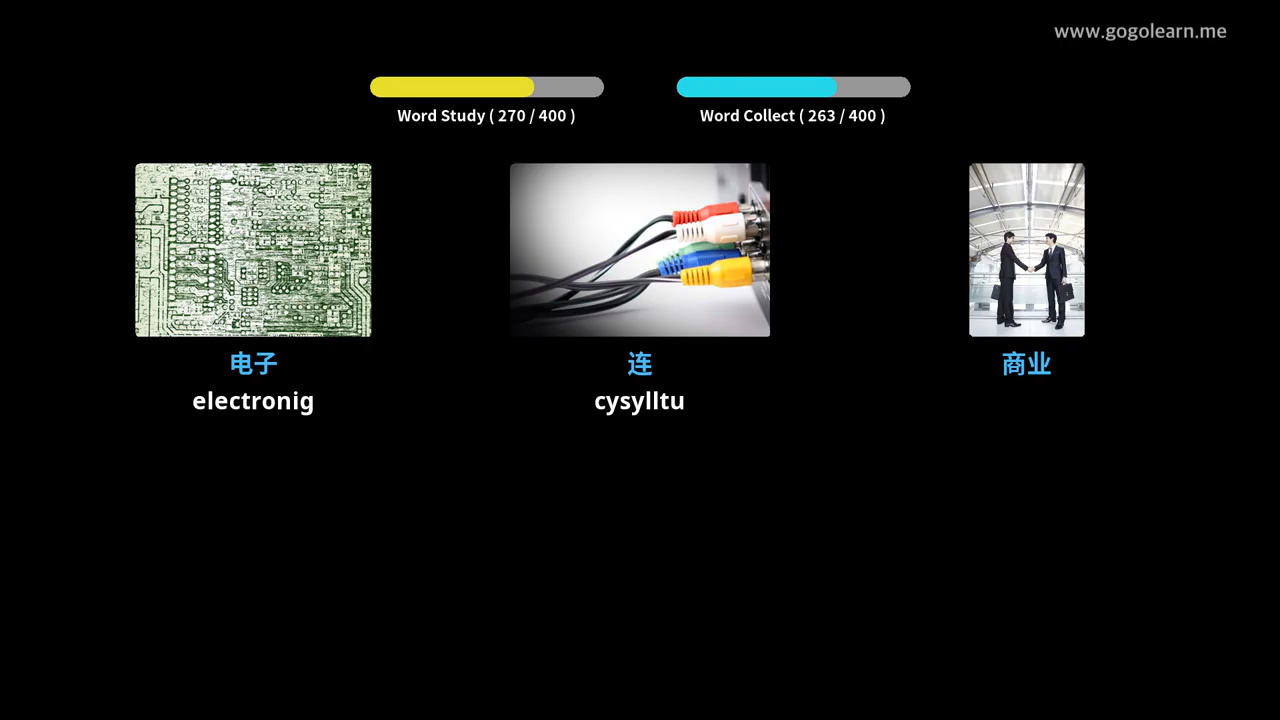 www.gogolearn.me
Word Study ( 270 / 400 )
Word Collect ( 263 / 400 )
电子
连
商业
electronig
cysylltu